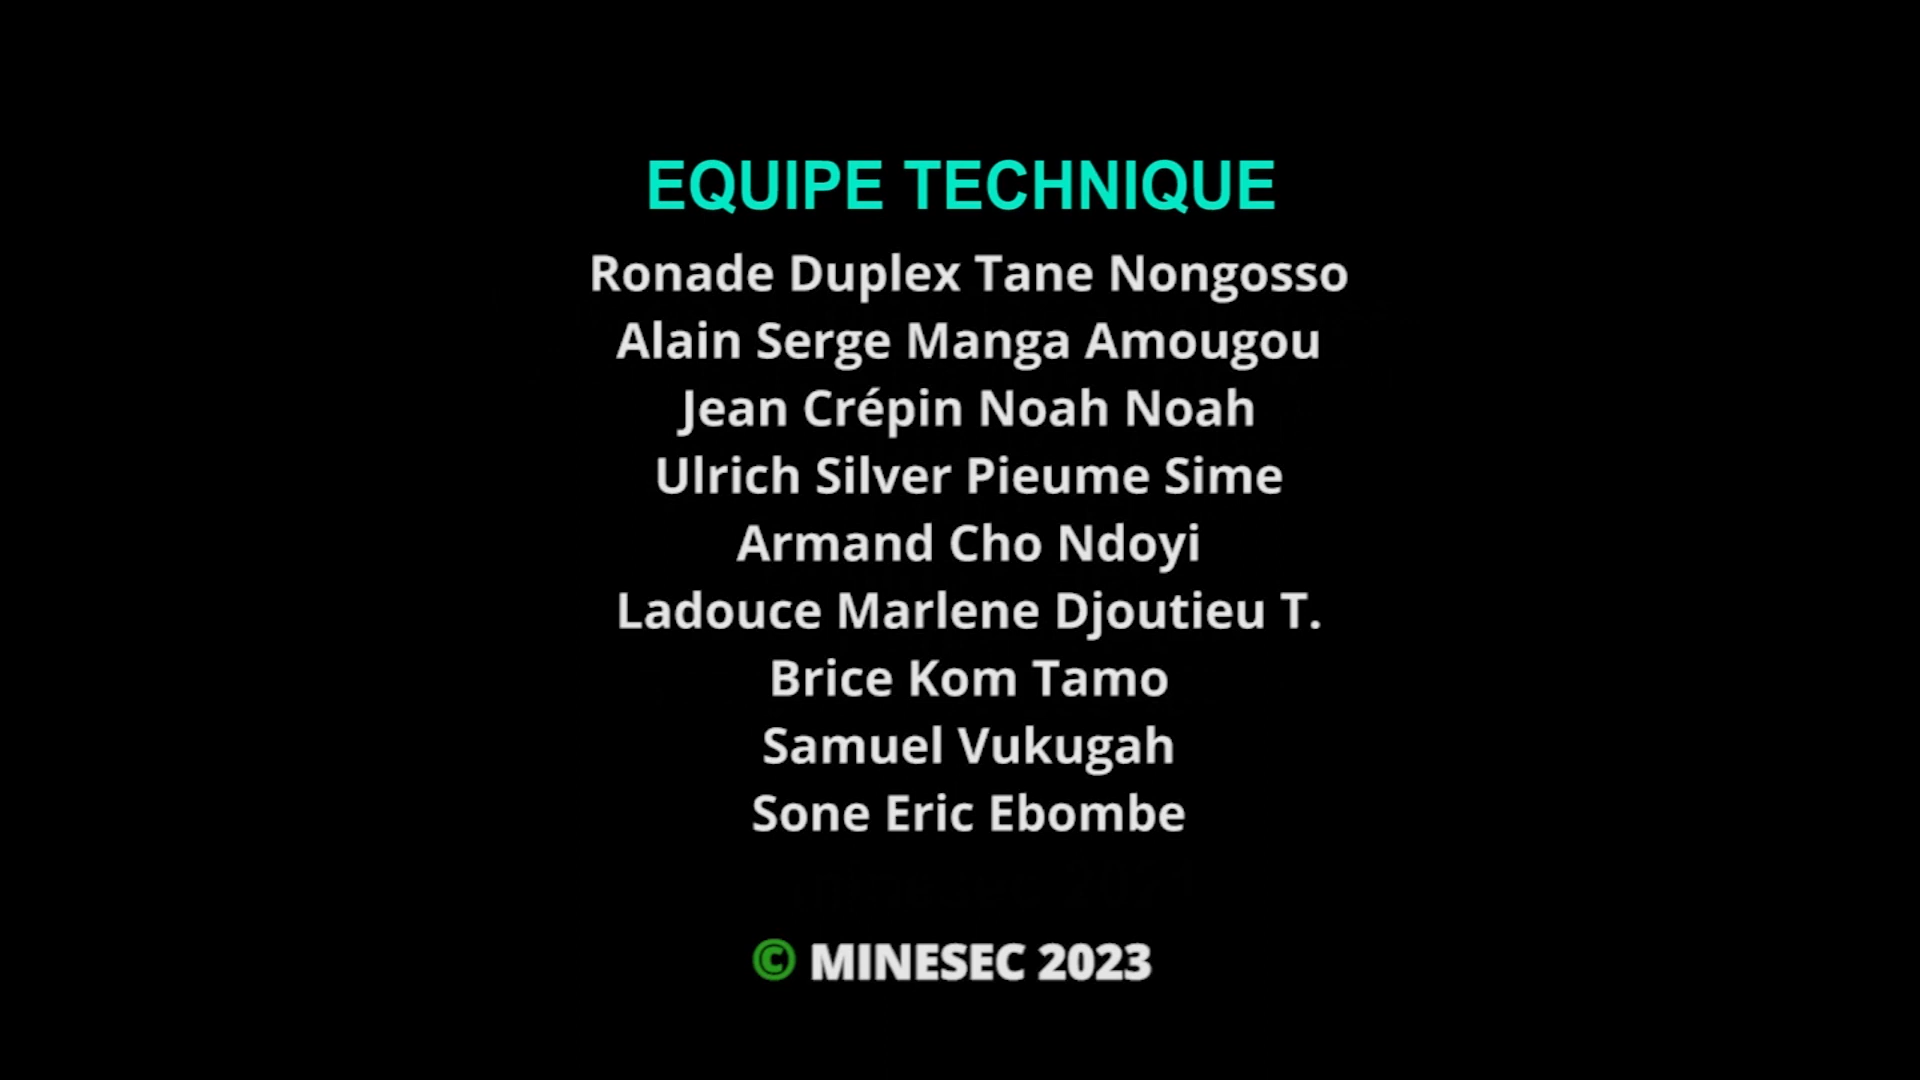 EQUIPE TECHNIQUE
Ronade Duplex Tane Nongosso
Alain Serge Manga Amougou
Jean Crépin Noah Noah
Ulrich Silver Pieume Sime
Armand Cho Ndoyi
Ladouce Marlene Djoutieu T.
Brice Kom Tamo
Samuel Vukugah
Sone Eric Ebombe
© MINESEC 2023